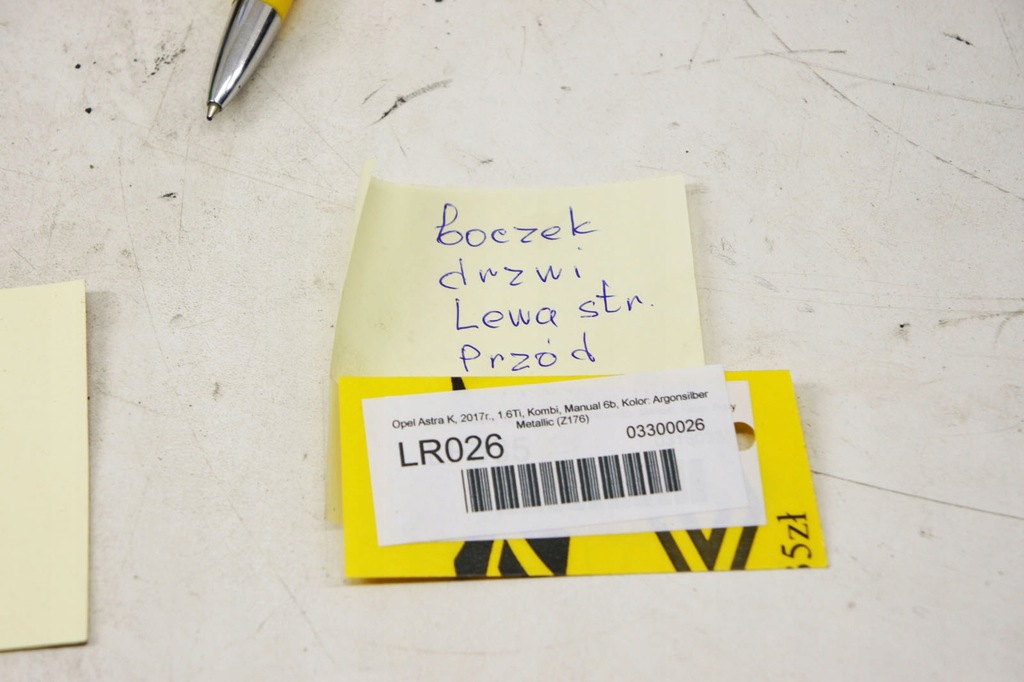 Boczek
drzwi
Lewa str.
Przód
Opel Astra K, 2017r., 1.6Ti, Kombi, Manual 6b, Kolor: Argonsilber
Metallic (Z176)
LR026
03300026
5zł